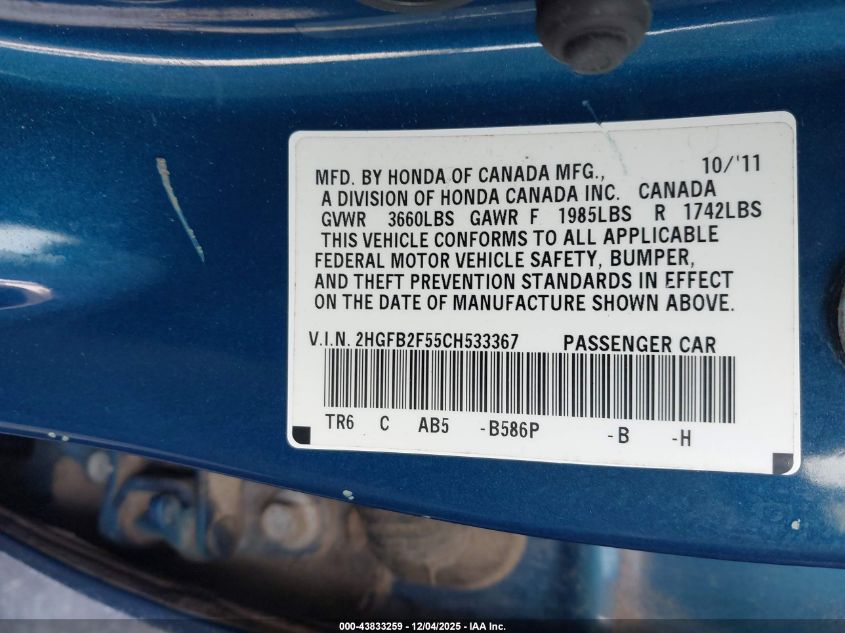 MFD. BY HONDA OF CANADA MFG., 10/'11
A DIVISION OF HONDA CANADA INC. CANADA
GVWR 3660LBS GAWR F 1985LBS R 1742LBS
THIS VEHICLE CONFORMS TO ALL APPLICABLE
FEDERAL MOTOR VEHICLE SAFETY, BUMPER,
AND THEFT PREVENTION STANDARDS IN EFFECT
ON THE DATE OF MANUFACTURE SHOWN ABOVE.
V.I.N. 2HGFB2F55CH533367 PASSENGER CAR
TR6 C AB5 -B586P -B -H
000-43833259 | 12/04/2025 - IAA Inc.